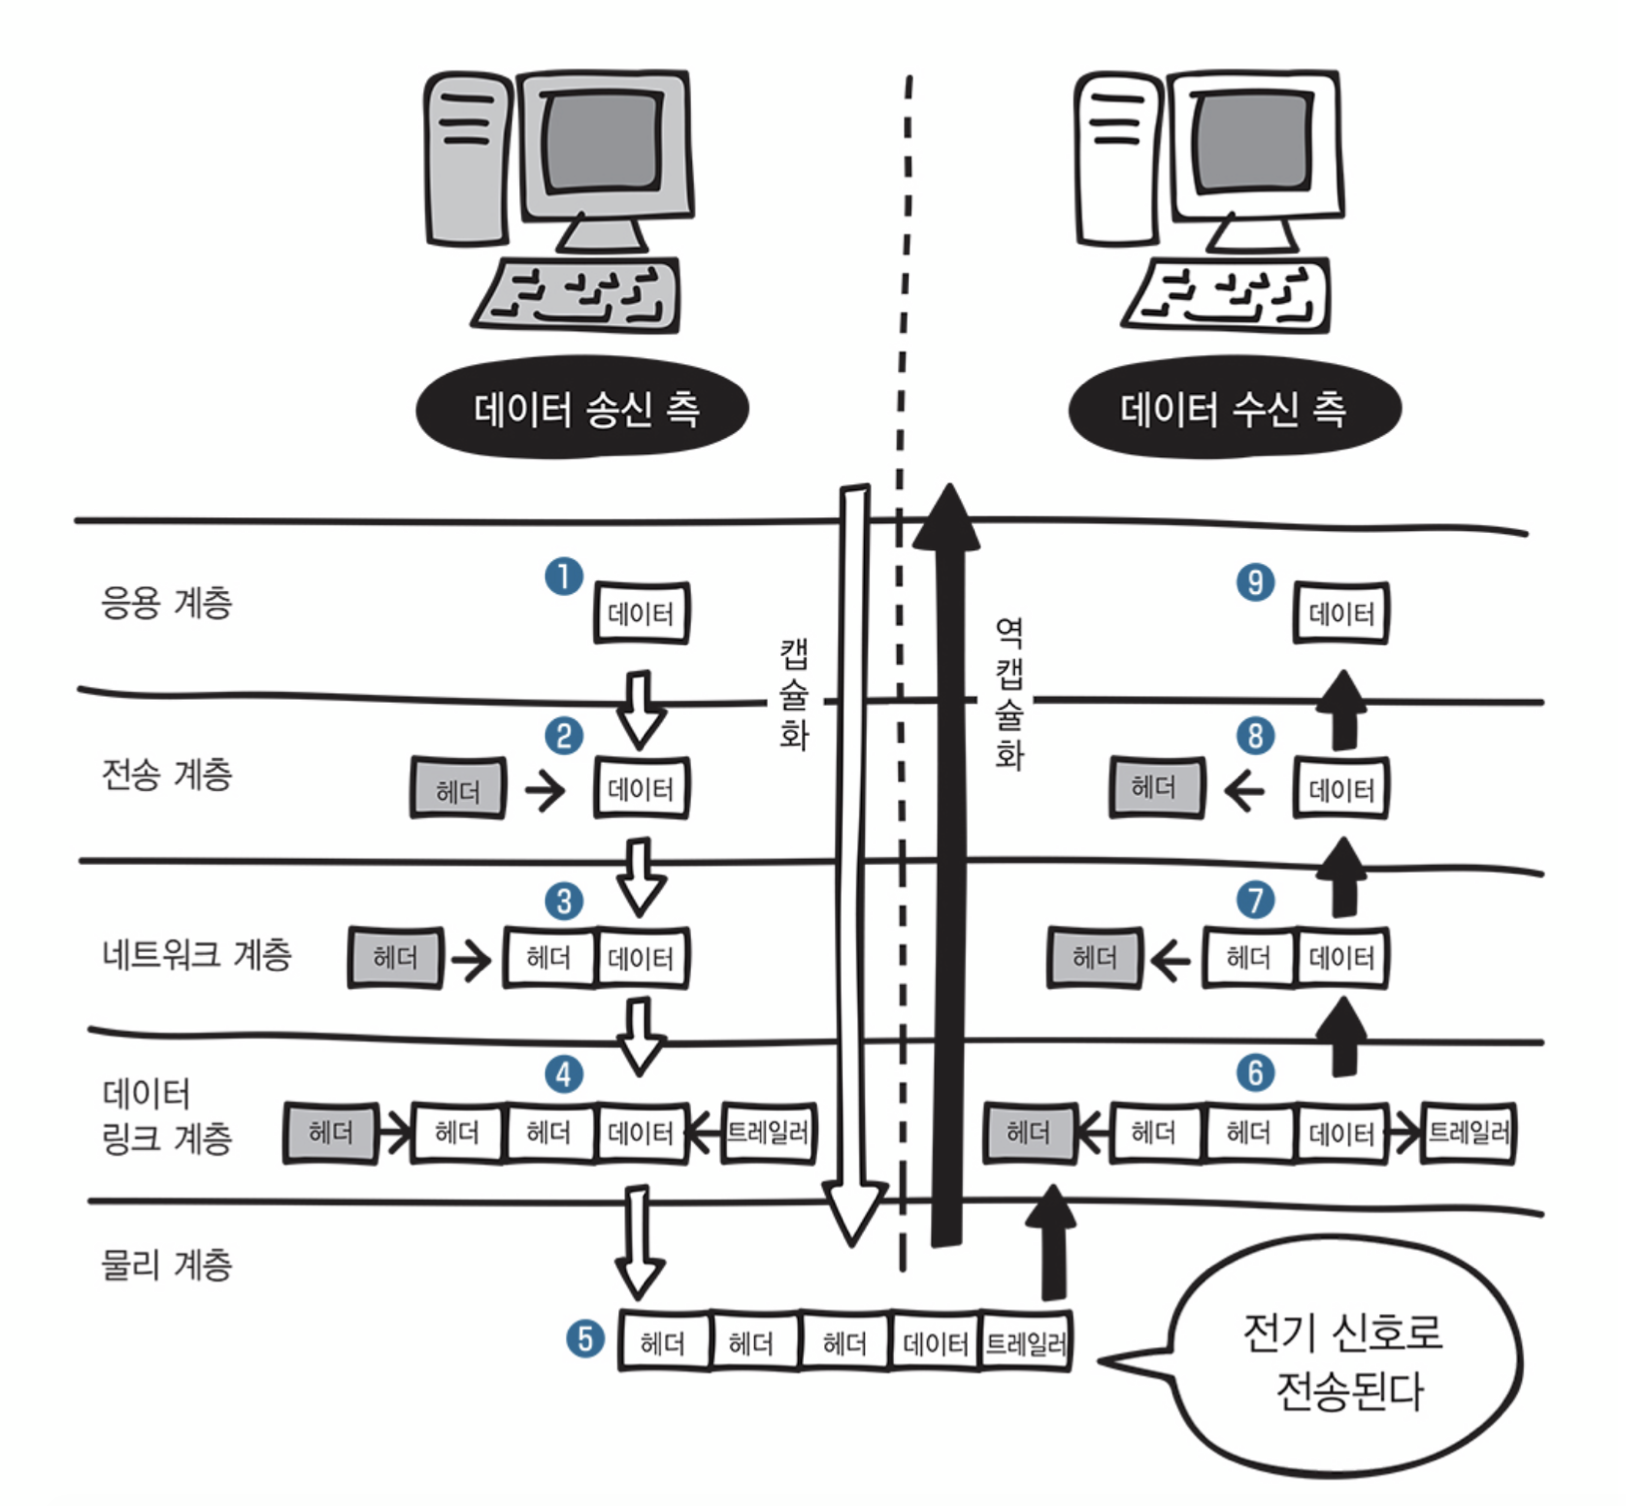 데이터 송신 측
데이터 수신 측
응용 계층
1
데이터
9
데이터
캡슐화
역캡슐화
전송 계층
2
헤더
데이터
8
헤더
데이터
네트워크 계층
3
헤더
헤더 데이터
7
헤더
헤더 데이터
데이터
링크 계층
4
헤더
헤더 헤더 데이터
트레일러
6
헤더
헤더 헤더 데이터
트레일러
물리 계층
5
헤더 헤더 헤더 데이터 트레일러
전기 신호로
전송된다